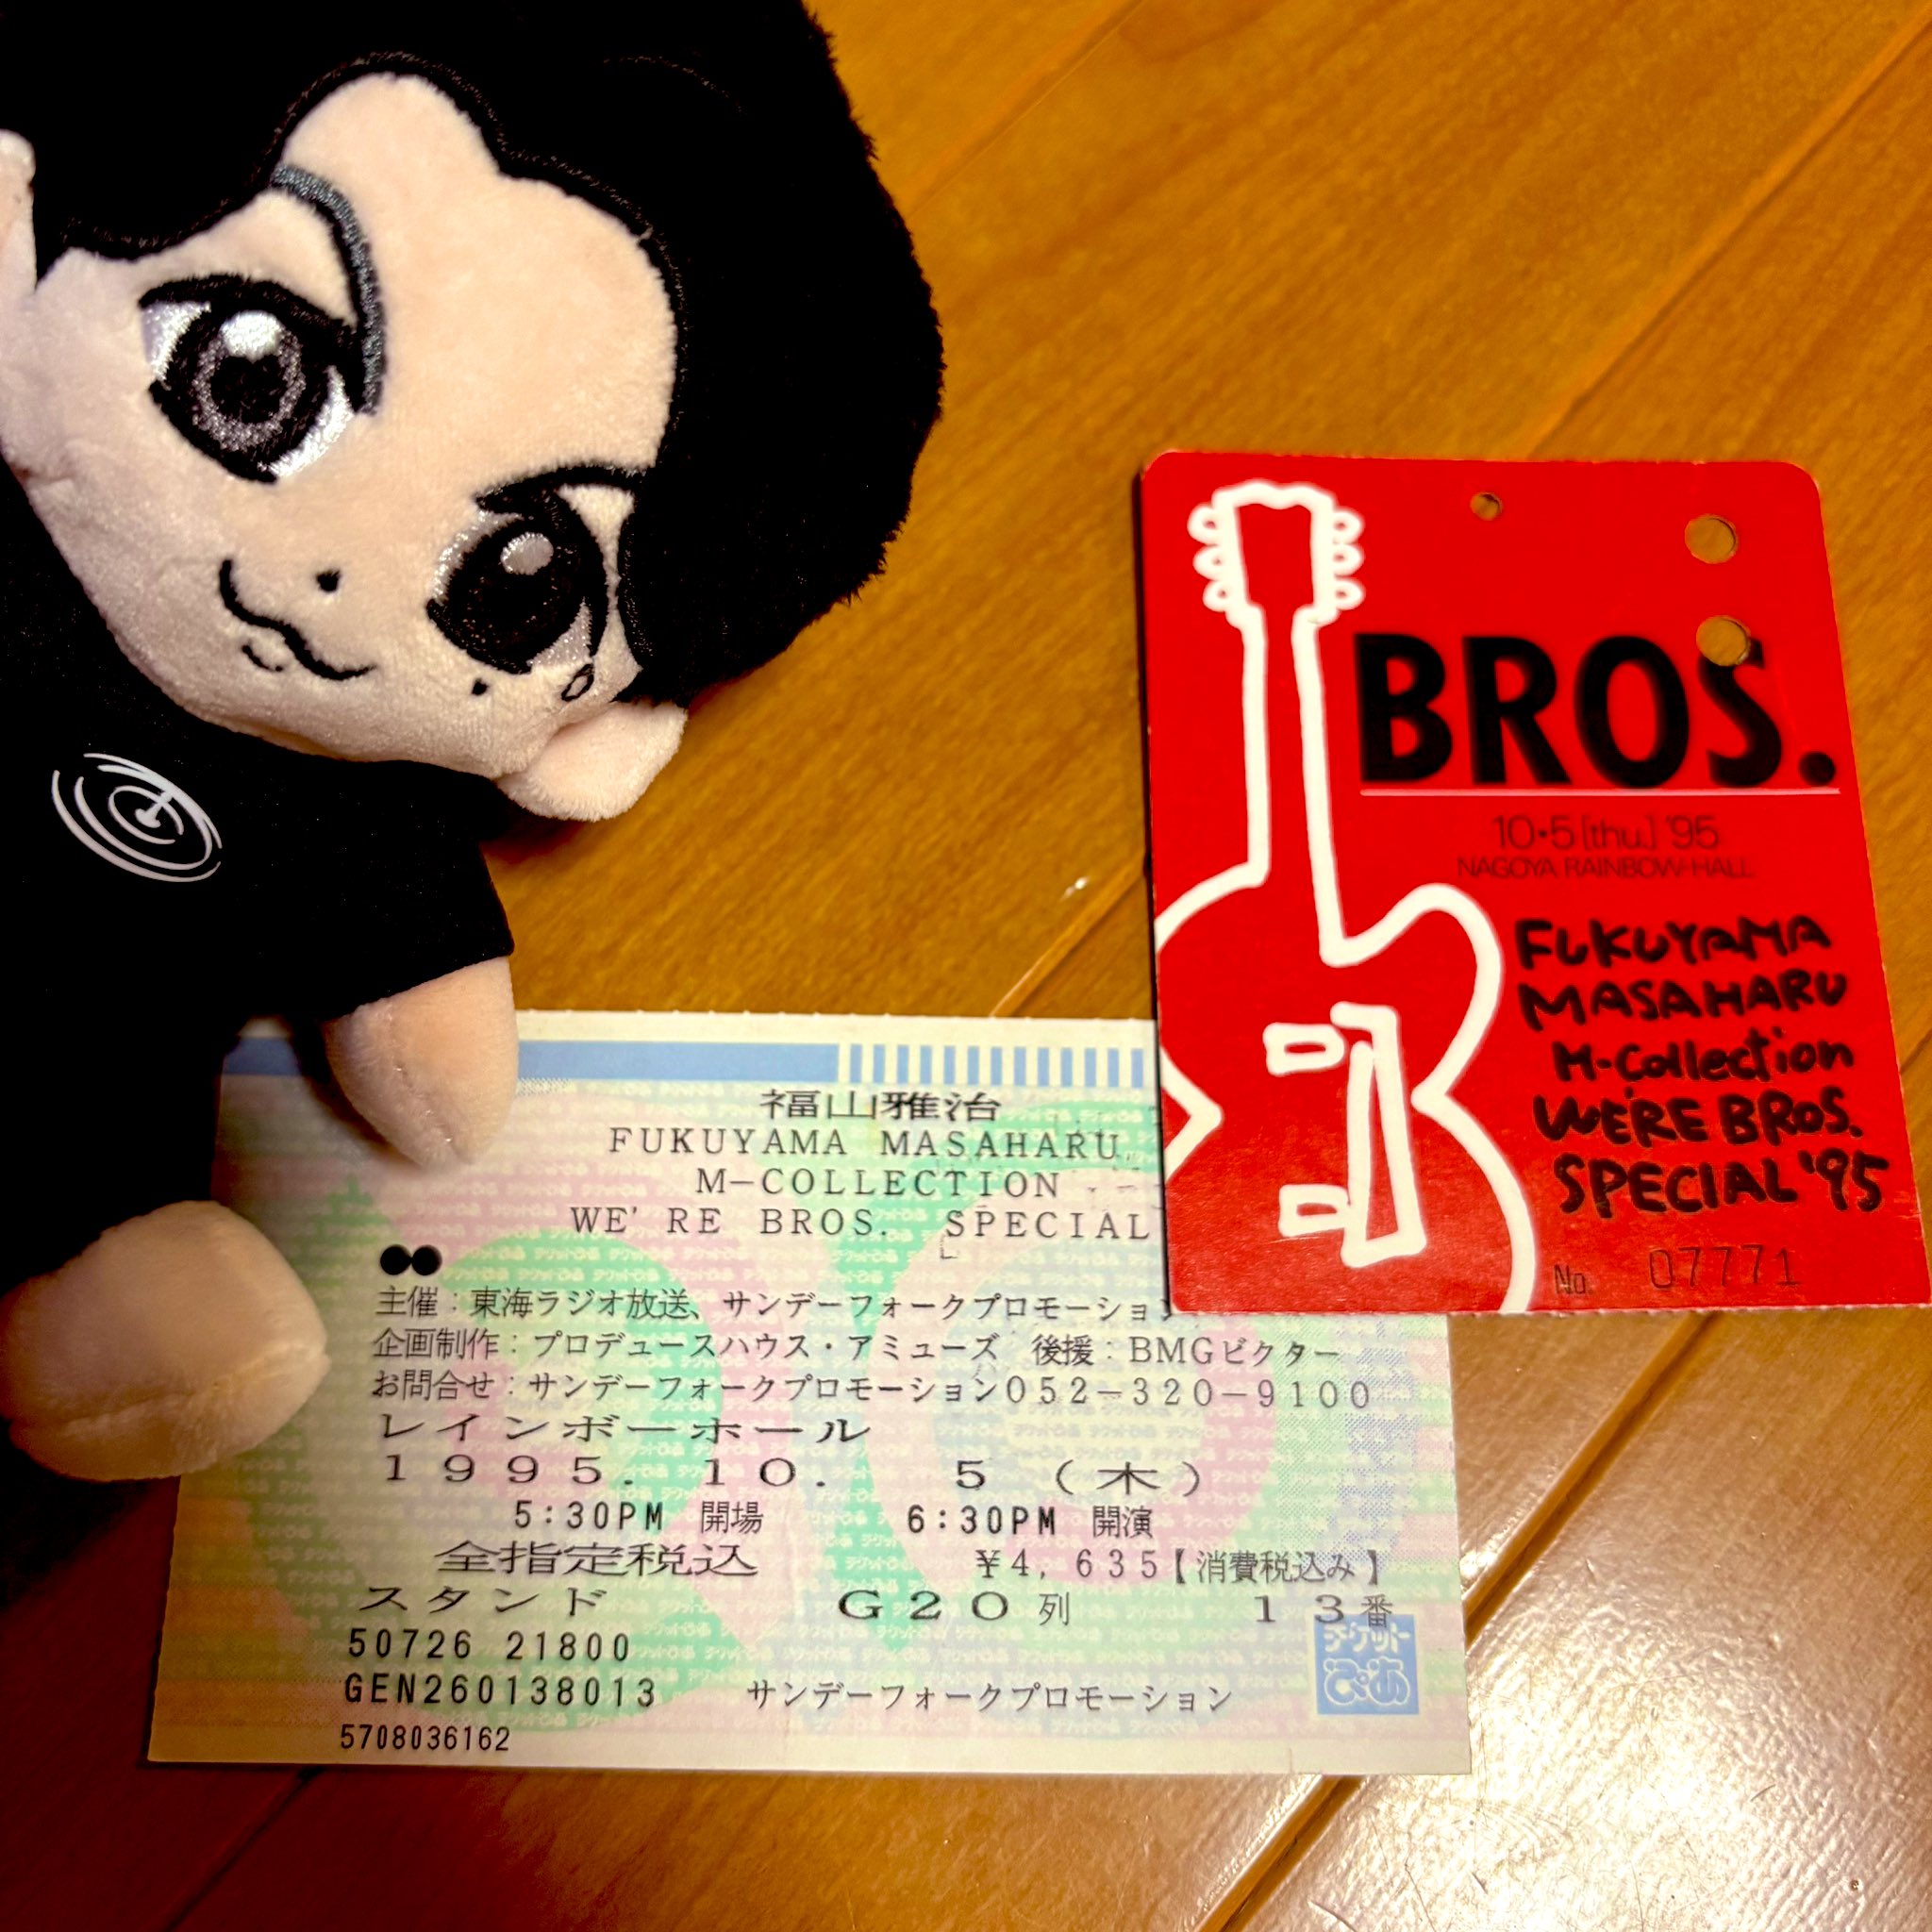 BROS.
10・5[thu.]'95
NAGOYA RAINBOW-HALL
FUKUYAMA
MASAHARU
M-Collection
WE'RE BROS.
SPECIAL '95
No. 07771
福山雅治
FUKUYAMA MASAHARU
M−COLLECTION
WE'RE BROS. SPECIAL
●●
主催：東海ラジオ放送、サンデーフォークプロモーショ
企画制作：プロデュースハウス・アミューズ 後援：BMGビクター
お問合せ：サンデーフォークプロモーション052−320−9100
レインボーホール
1995. 10. 5 (木)
5:30PM 開場 6:30PM 開演
全指定税込 ¥4,635【消費税込み】
スタンド G20列 13番
50726 21800
GEN260138013 サンデーフォークプロモーション
5708036162
チケット
ぴあ